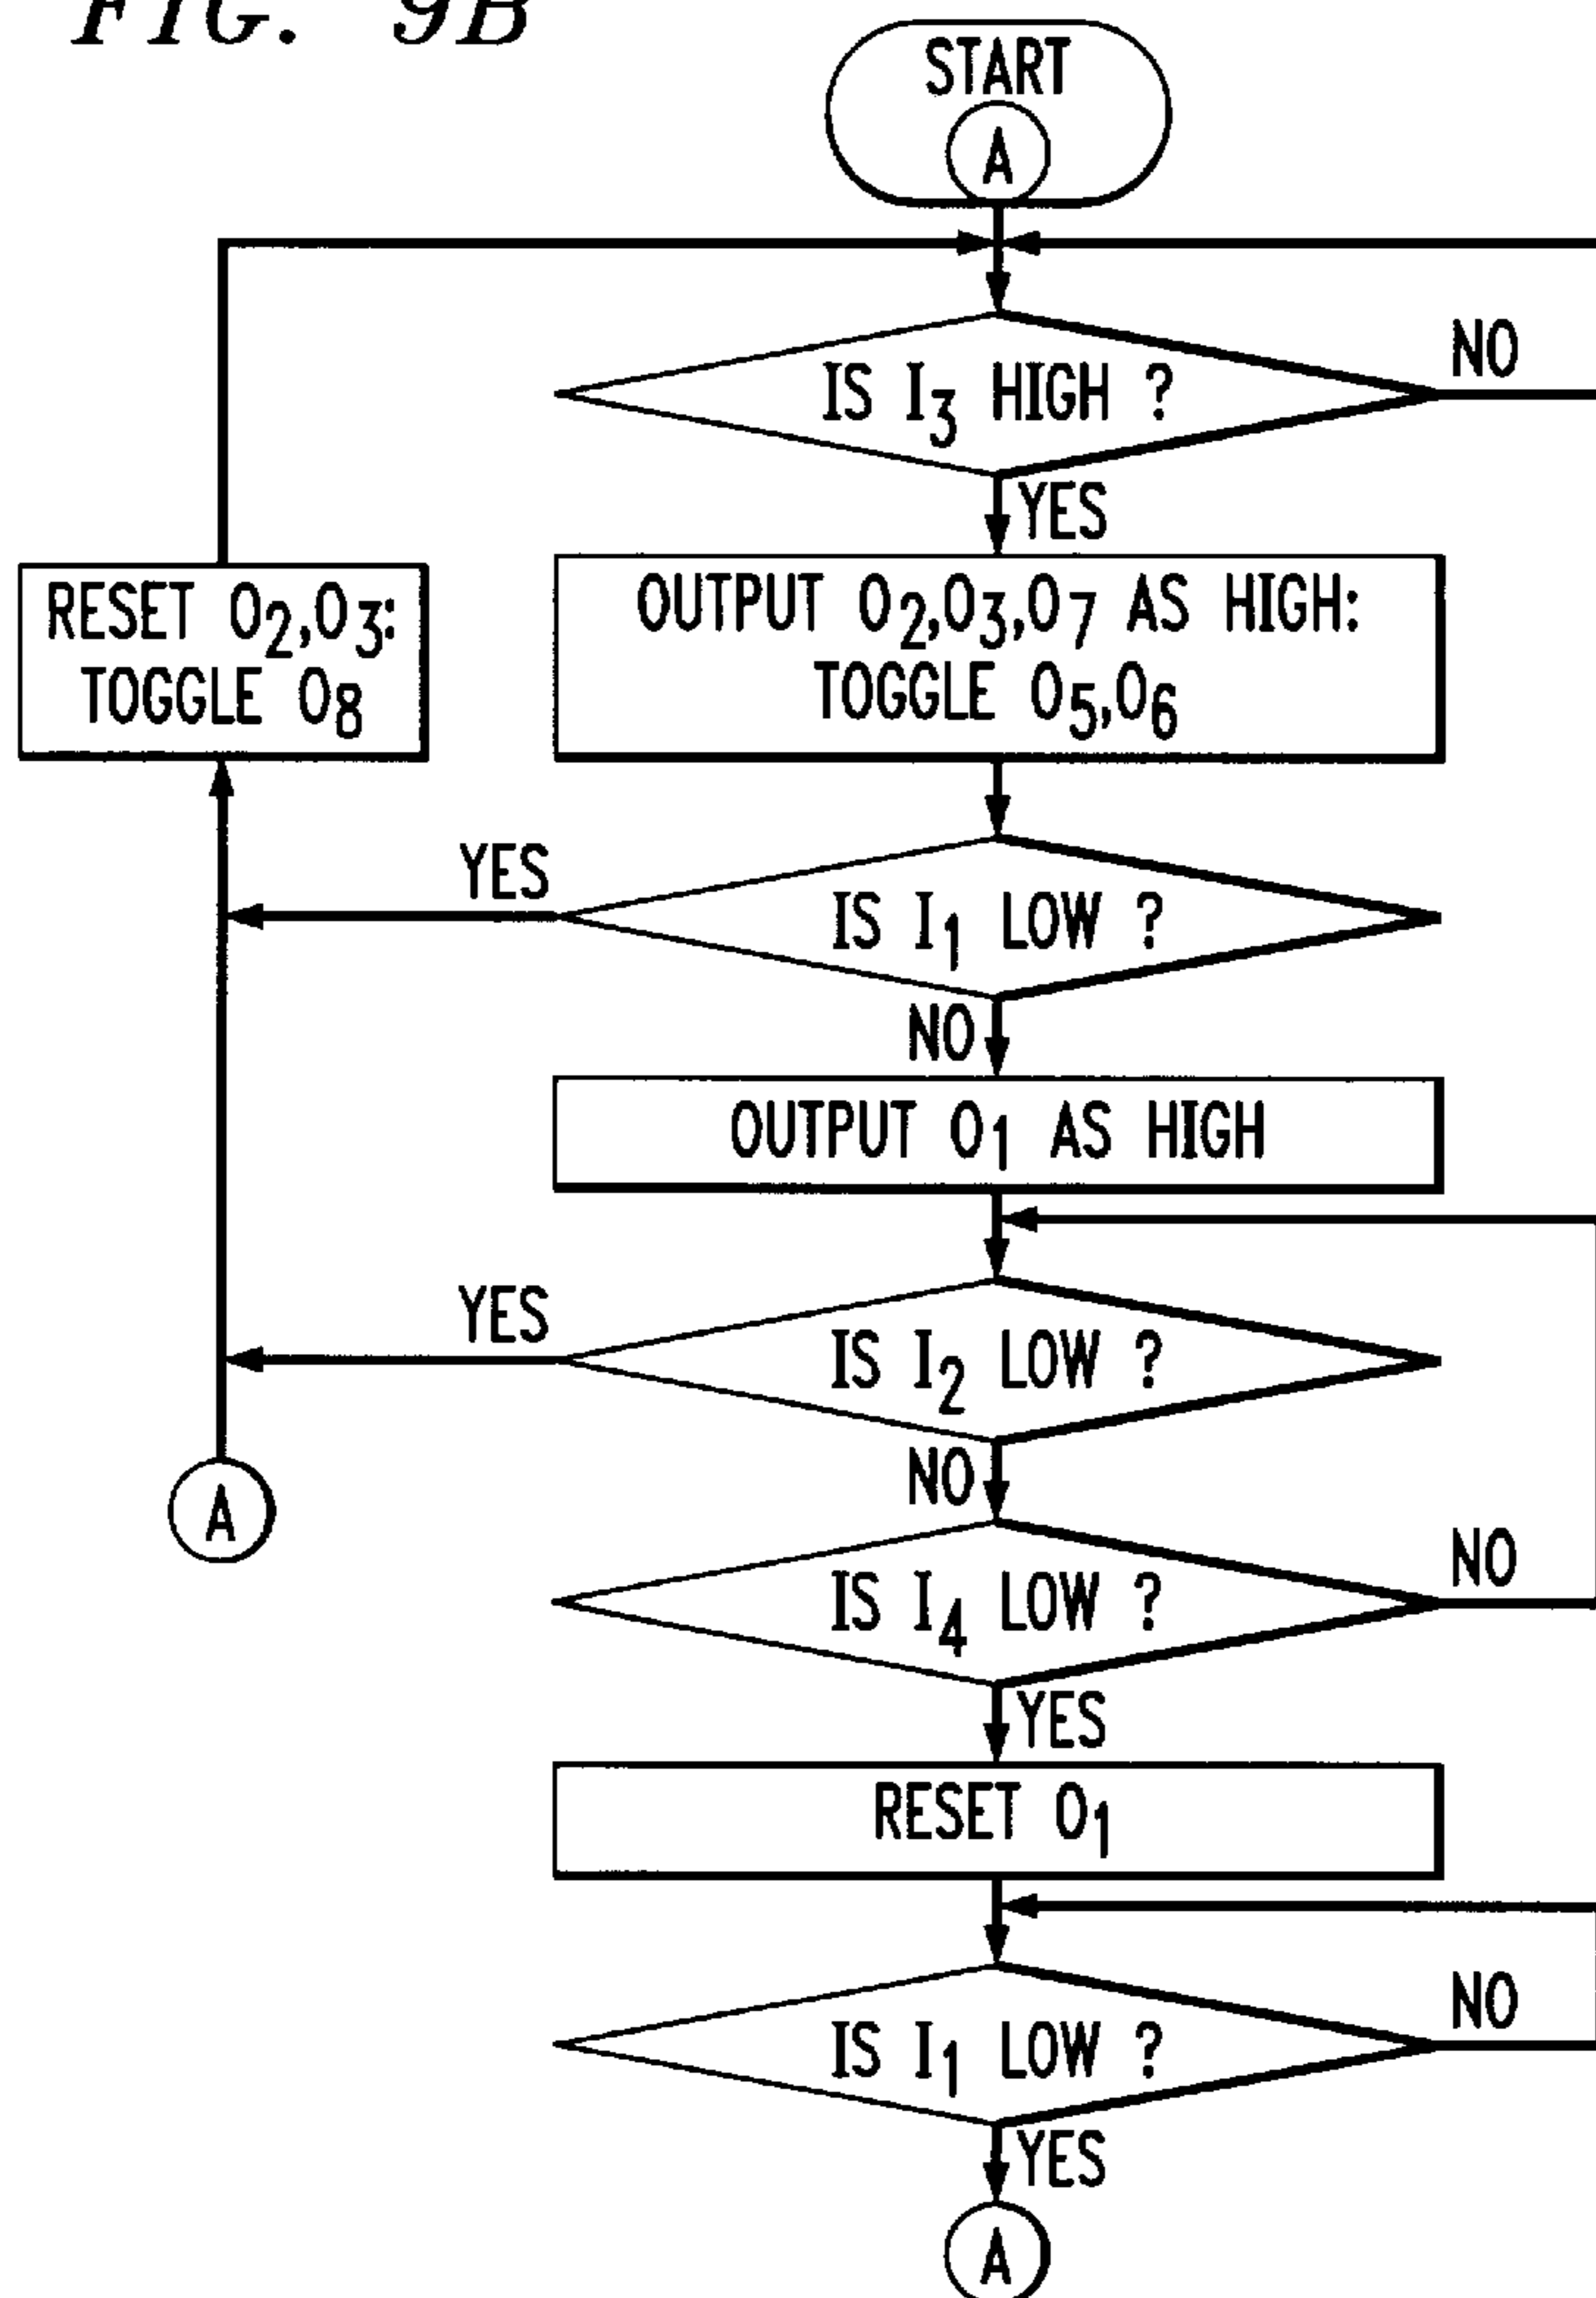 FIG. 9B
START
A
IS I3 HIGH ?
NO
YES
RESET O2,O3:
TOGGLE O8
OUTPUT O2,O3,O7 AS HIGH:
TOGGLE O5,O6
YES
IS I1 LOW ?
NO
OUTPUT O1 AS HIGH
YES
IS I2 LOW ?
NO
A
IS I4 LOW ?
NO
YES
RESET O1
IS I1 LOW ?
NO
YES
A